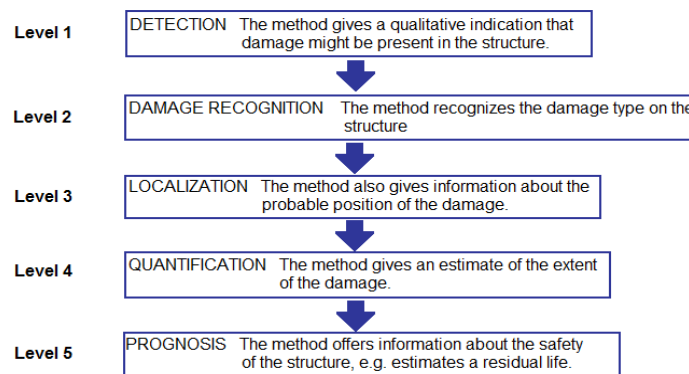 Level 1
DETECTION The method gives a qualitative indication that
damage might be present in the structure.
Level 2
DAMAGE RECOGNITION The method recognizes the damage type on the
structure
Level 3
LOCALIZATION The method also gives information about the
probable position of the damage.
Level 4
QUANTIFICATION The method gives an estimate of the extent
of the damage.
Level 5
PROGNOSIS The method offers information about the safety
of the structure, e.g. estimates a residual life.